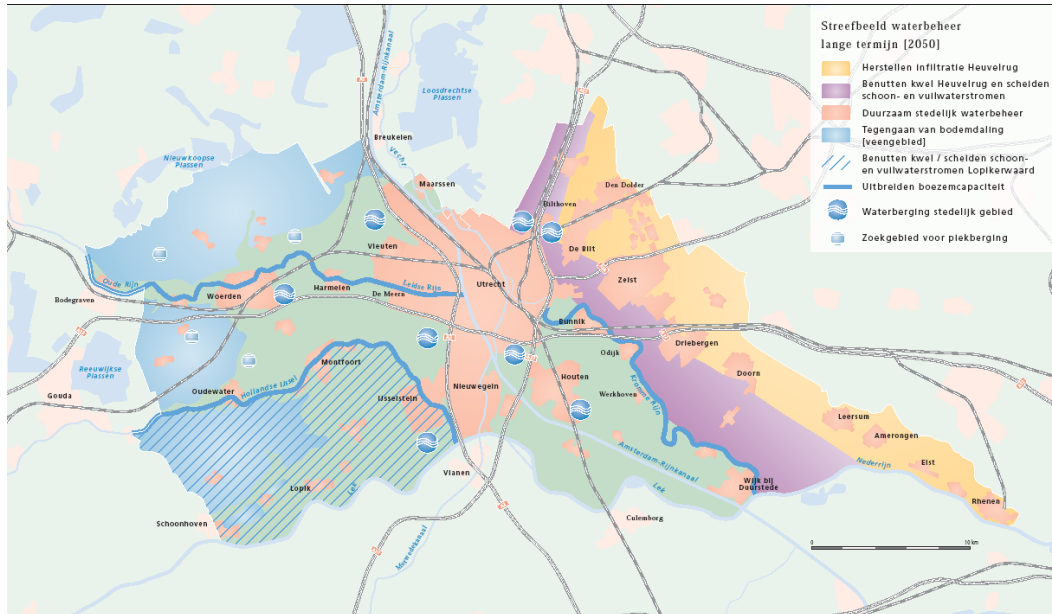 Streefbeeld waterbeheer
lange termijn [2050]
Herstellen infiltratie Heuvelrug
Benutten kwel Heuvelrug en scheiden
schoon- en vuilwaterstromen
Duurzaam stedelijk waterbeheer
Tegengaan van bodemdaling
[veengebied]
Benutten kwel / scheiden schoon-
en vuilwaterstromen Lopikerwaard
Uitbreiden boezemcapaciteit
Waterberging stedelijk gebied
Zoekgebied voor piekberging
Amsterdam-Rijnkanaal
Loosdrechtse
Plassen
Breukelen
Vecht
Nieuwkoopse
Plassen
Maarssen
Den Dolder
Bilthoven
De Bilt
Vleuten
Zeist
Oude Rijn
Woerden
Harmelen
De Meern
Leidse Rijn
Utrecht
Bodegraven
Bunnik
Driebergen
Odijk
Reeuwijkse
Plassen
Montfoort
Doorn
Gouda
Oudewater
Hollandse IJssel
IJsselstein
Nieuwegein
Houten
Werkhoven
Kromme Rijn
Leersum
Amerongen
Elst
Amsterdam-Rijnkanaal
Nederrijn
Vianen
Lopik
Lek
Lek
Wijk bij
Duurstede
Rhenen
Schoonhoven
Culemborg
Merwedekanaal
0
10 km